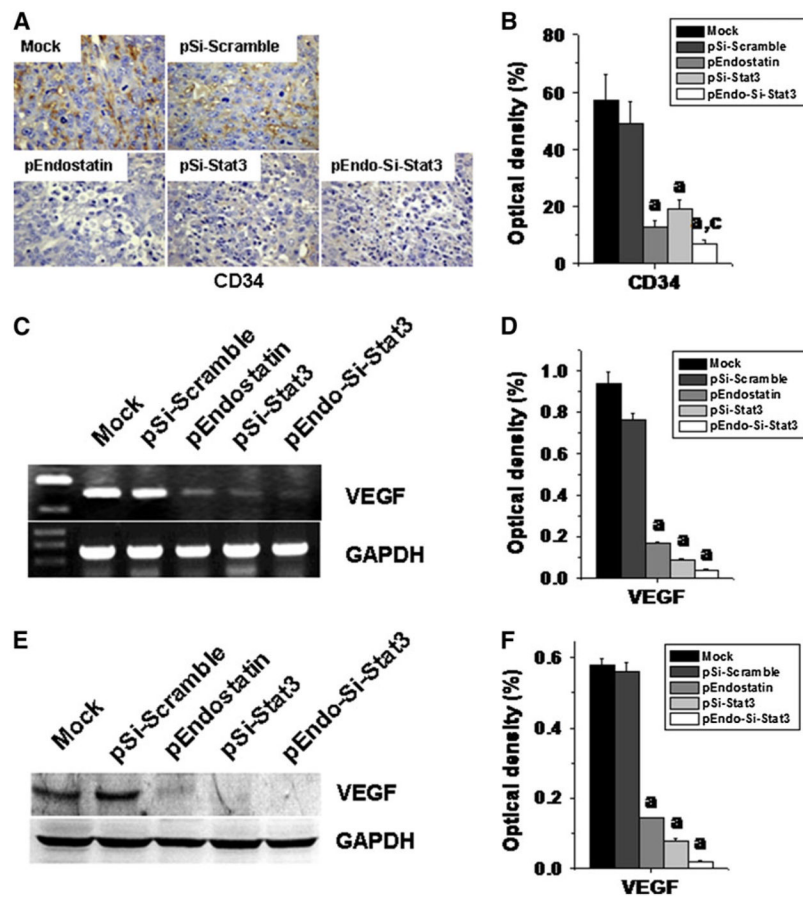 A
Mock
pSi-Scramble
pEndostatin
pSi-Stat3
pEndo-Si-Stat3
CD34
B
Optical density (%)
80
60
40
20
0
a
a
a,c
CD34
Mock
pSi-Scramble
pEndostatin
pSi-Stat3
pEndo-Si-Stat3
C
Mock
pSi-Scramble
pEndostatin
pSi-Stat3
pEndo-Si-Stat3
VEGF
GAPDH
D
Optical density (%)
1.0
0.8
0.6
0.4
0.2
0.0
a
a
a
VEGF
Mock
pSi-Scramble
pEndostatin
pSi-Stat3
pEndo-Si-Stat3
E
Mock
pSi-Scramble
pEndostatin
pSi-Stat3
pEndo-Si-Stat3
VEGF
GAPDH
F
Optical density (%)
0.6
0.4
0.2
0.0
a
a
a
VEGF
Mock
pSi-Scramble
pEndostatin
pSi-Stat3
pEndo-Si-Stat3